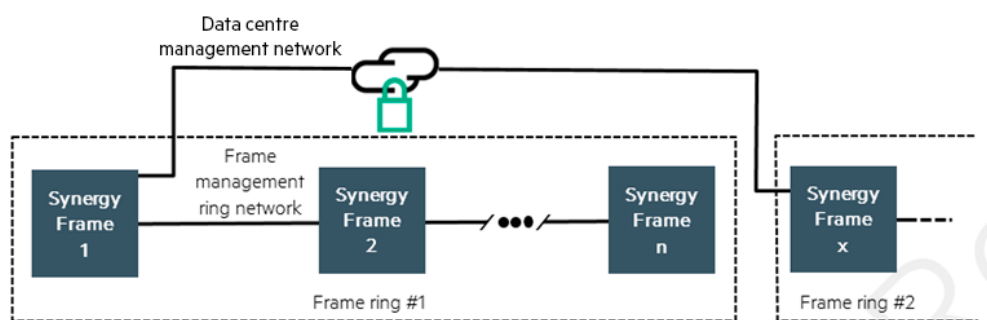 Data centre
management network
Frame
management
ring network
Synergy
Frame
1
Synergy
Frame
2
Synergy
Frame
n
Synergy
Frame
x
Frame ring #1
Frame ring #2